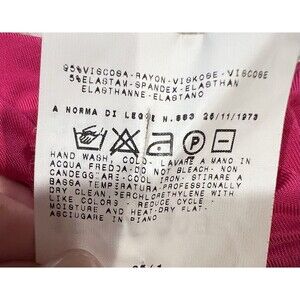 95%VISCOSA-RAYON-VISKOSE-VISCOSE
5%ELASTAM-SPANDEX-ELASTHAN
ELASTHANNE-ELASTANO
A NORMA DI LEGGE N.883 26/11/1973
HAND WASH, COLD- LAVARE A MANO IN
ACQUA FREDDA-DO NOT BLEACH- NON
CANDEGGIARE-COOL IRON- STIRARE A
BASSA TEMPERATURA-PROFESSIONALLY
DRY CLEAN,PERCHLORETHYLENE WITH
LIKE COLORS- REDUCE CYCLE
MOISTURE AND HEAT-DRY FLAT-
ASCIUGARE IN PIANO